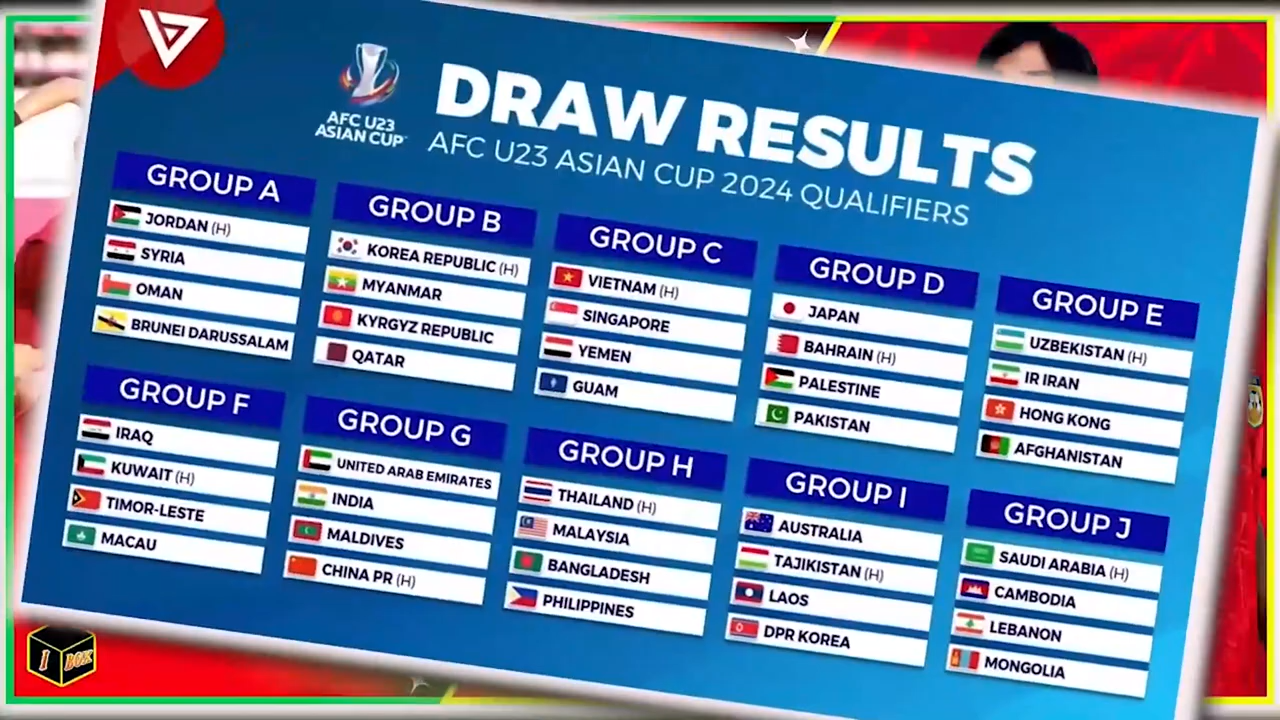 AFC U23
ASIAN CUP
DRAW RESULTS
AFC U23 ASIAN CUP 2024 QUALIFIERS
GROUP A
JORDAN (H)
SYRIA
OMAN
BRUNEI DARUSSALAM
GROUP B
KOREA REPUBLIC (H)
MYANMAR
KYRGYZ REPUBLIC
QATAR
GROUP C
VIETNAM (H)
SINGAPORE
YEMEN
GUAM
GROUP D
JAPAN
BAHRAIN (H)
PALESTINE
PAKISTAN
GROUP E
UZBEKISTAN (H)
IR IRAN
HONG KONG
AFGHANISTAN
GROUP F
IRAQ
KUWAIT (H)
TIMOR-LESTE
MACAU
GROUP G
UNITED ARAB EMIRATES
INDIA
MALDIVES
CHINA PR (H)
GROUP H
THAILAND (H)
MALAYSIA
BANGLADESH
PHILIPPINES
GROUP I
AUSTRALIA
TAJIKISTAN (H)
LAOS
DPR KOREA
GROUP J
SAUDI ARABIA (H)
CAMBODIA
LEBANON
MONGOLIA
I BOX